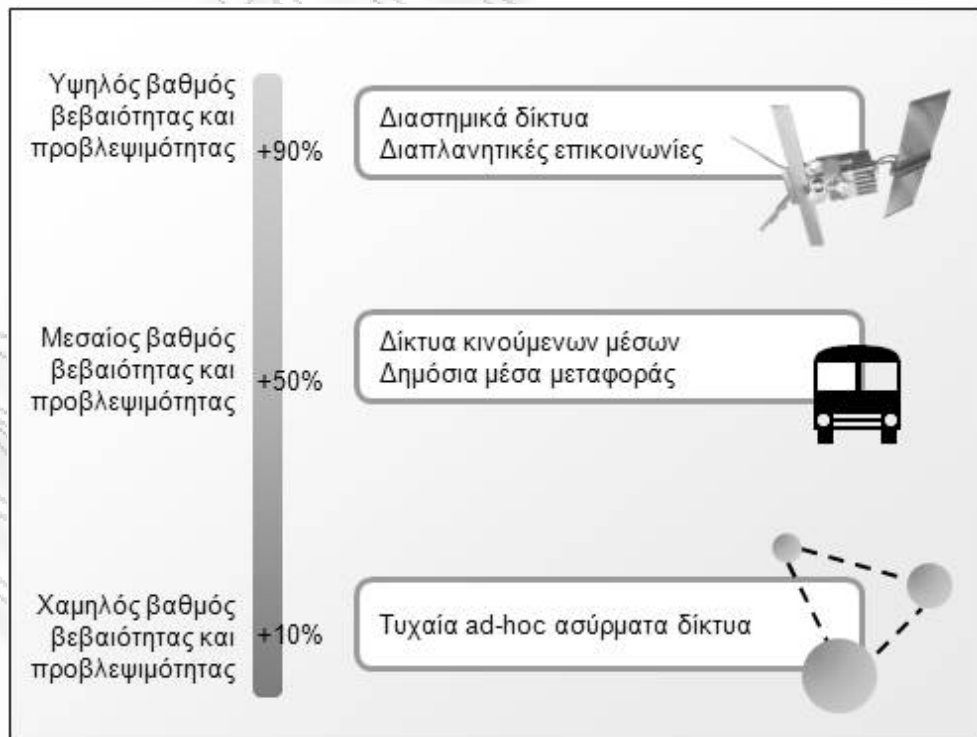 Υψηλός βαθμός
βεβαιότητας και
προβλεψιμότητας
+90%
Διαστημικά δίκτυα
Διαπλανητικές επικοινωνίες
Μεσαίος βαθμός
βεβαιότητας και
προβλεψιμότητας
+50%
Δίκτυα κινούμενων μέσων
Δημόσια μέσα μεταφοράς
Χαμηλός βαθμός
βεβαιότητας και
προβλεψιμότητας
+10%
Τυχαία ad-hoc ασύρματα δίκτυα